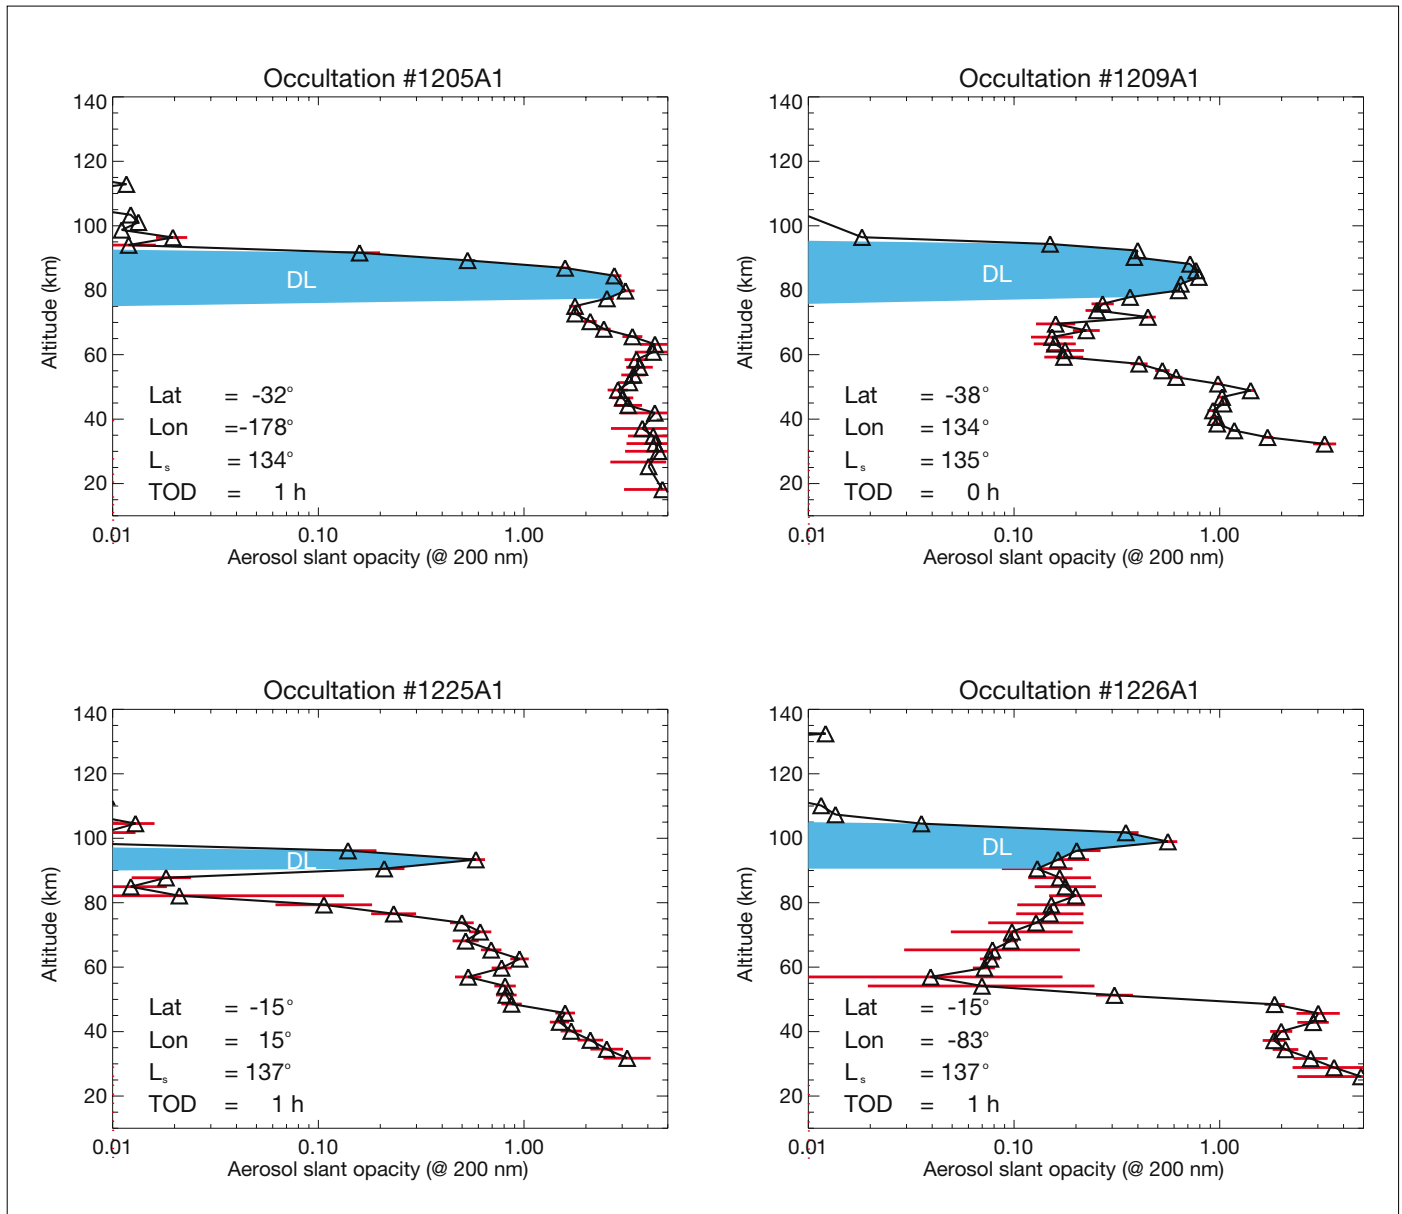 Occultation #1205A1
140
120
100
80
60
40
20
Altitude (km)
DL
Lat = -32°
Lon =-178°
Ls = 134°
TOD = 1 h
0.01 0.10 1.00
Aerosol slant opacity (@ 200 nm)
Occultation #1209A1
140
120
100
80
60
40
20
Altitude (km)
DL
Lat = -38°
Lon = 134°
Ls = 135°
TOD = 0 h
0.01 0.10 1.00
Aerosol slant opacity (@ 200 nm)
Occultation #1225A1
140
120
100
80
60
40
20
Altitude (km)
DL
Lat = -15°
Lon = 15°
Ls = 137°
TOD = 1 h
0.01 0.10 1.00
Aerosol slant opacity (@ 200 nm)
Occultation #1226A1
140
120
100
80
60
40
20
Altitude (km)
DL
Lat = -15°
Lon = -83°
Ls = 137°
TOD = 1 h
0.01 0.10 1.00
Aerosol slant opacity (@ 200 nm)